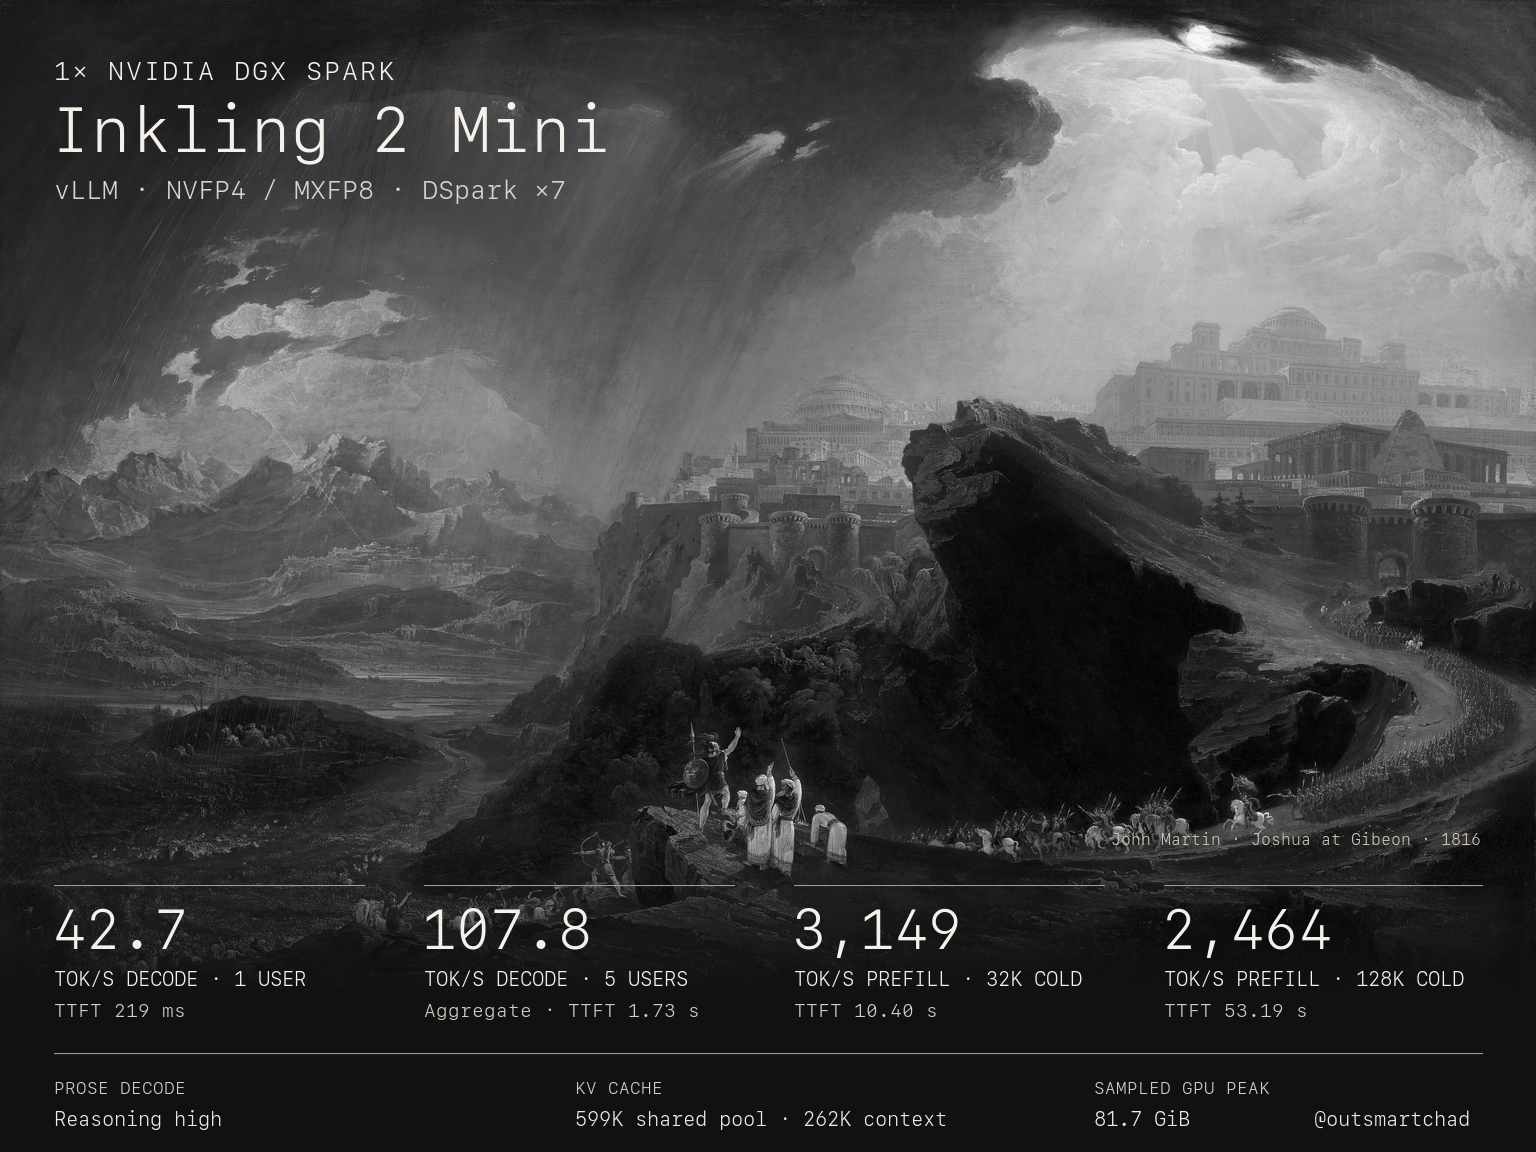 1× NVIDIA DGX SPARK
Inkling 2 Mini
vLLM · NVFP4 / MXFP8 · DSpark ×7
John Martin · Joshua at Gibeon · 1816
42.7
TOK/S DECODE · 1 USER
TTFT 219 ms
107.8
TOK/S DECODE · 5 USERS
Aggregate · TTFT 1.73 s
3,149
TOK/S PREFILL · 32K COLD
TTFT 10.40 s
2,464
TOK/S PREFILL · 128K COLD
TTFT 53.19 s
PROSE DECODE
Reasoning high
KV CACHE
599K shared pool · 262K context
SAMPLED GPU PEAK
81.7 GiB
@outsmartchad